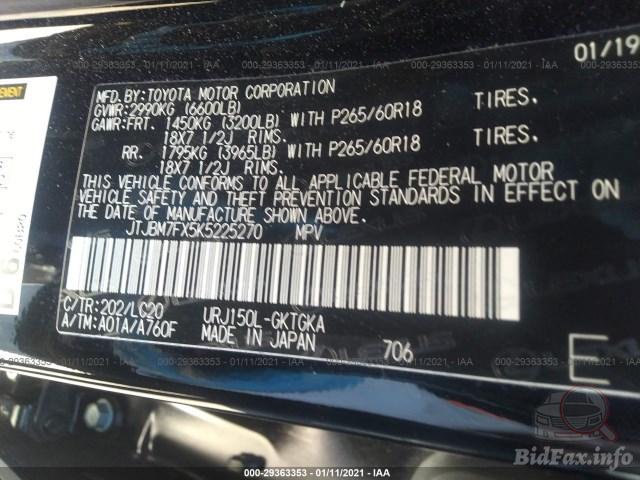 01/19
MFD.BY:TOYOTA MOTOR CORPORATION
GVWR:2990KG (6600LB)
GAWR:FRT. 1450KG (3200LB) WITH P265/60R18 TIRES.
18X7 1/2J RIMS.
RR. 1795KG (3965LB) WITH P265/60R18 TIRES.
18X7 1/2J RIMS.
THIS VEHICLE CONFORMS TO ALL APPLICABLE FEDERAL MOTOR
VEHICLE SAFETY AND THEFT PREVENTION STANDARDS IN EFFECT ON
THE DATE OF MANUFACTURE SHOWN ABOVE.
JTJBM7FX5K5225270 MPV
C/TR:202/LC20 URJ150L-GKTGKA
A/TM:A01A/A760F MADE IN JAPAN 706
E
000-29363353 - 01/11/2021 - IAA
BidFax.info